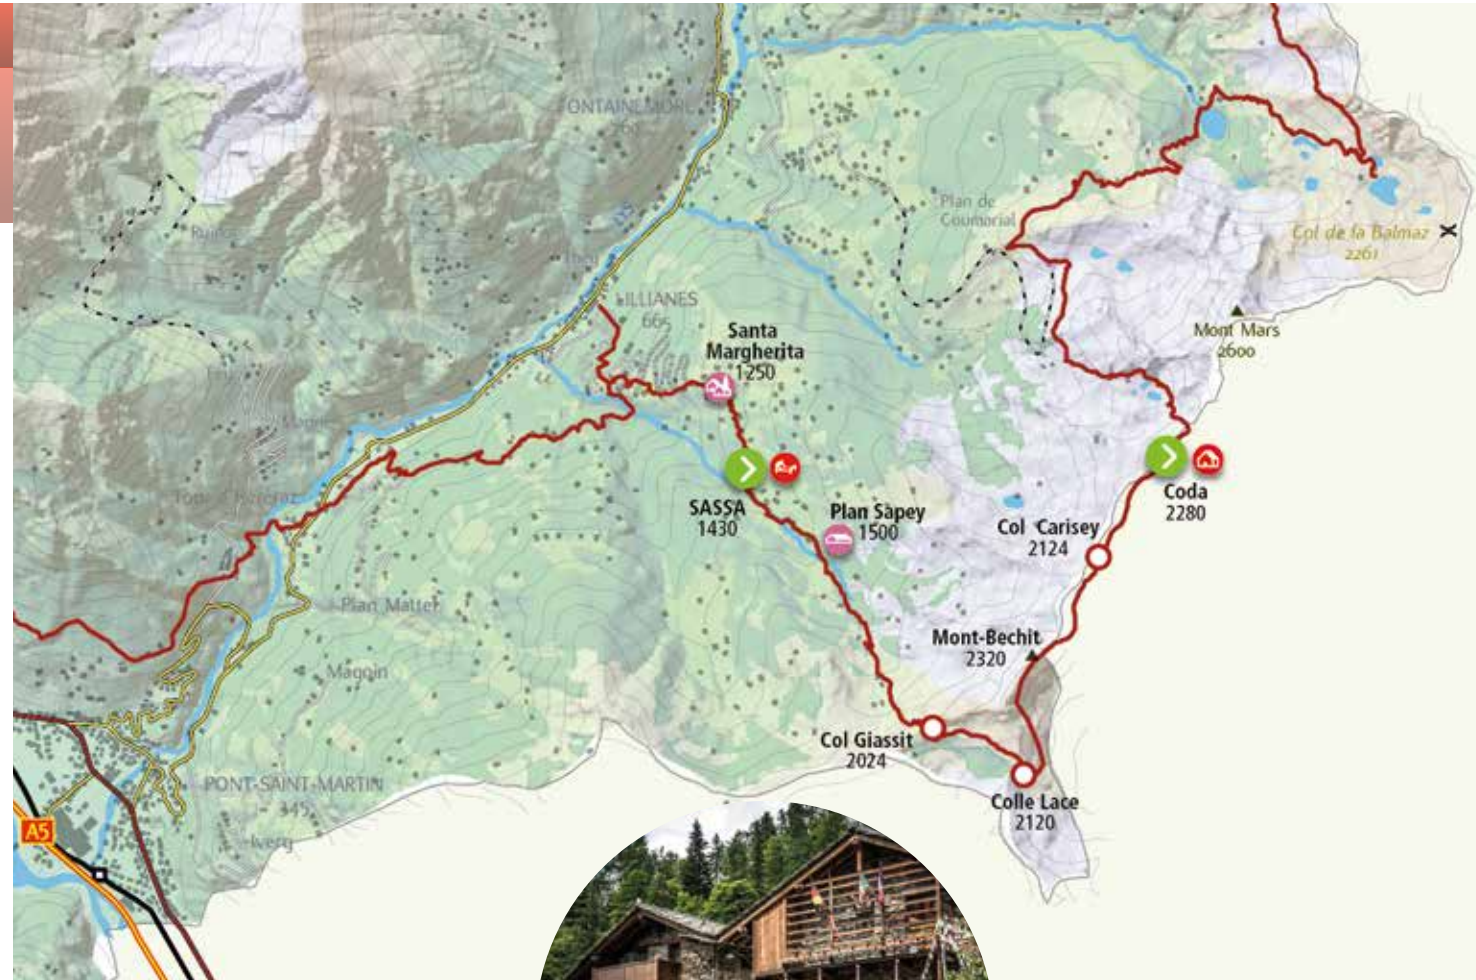 ONTAINEMORE
Plan de
Coumarial
Col de la Balmaz
2261
LILLIANES
665
Santa
Margherita
1250
Mont Mars
2600
SASSA
1430
Plan Sapey
1500
Coda
2280
Col Carisey
2124
Plan Matter
Mont-Bechit
2320
Col Giassit
2024
PONT-SAINT-MARTIN
345
Colle Lace
2120
A5
Ivery